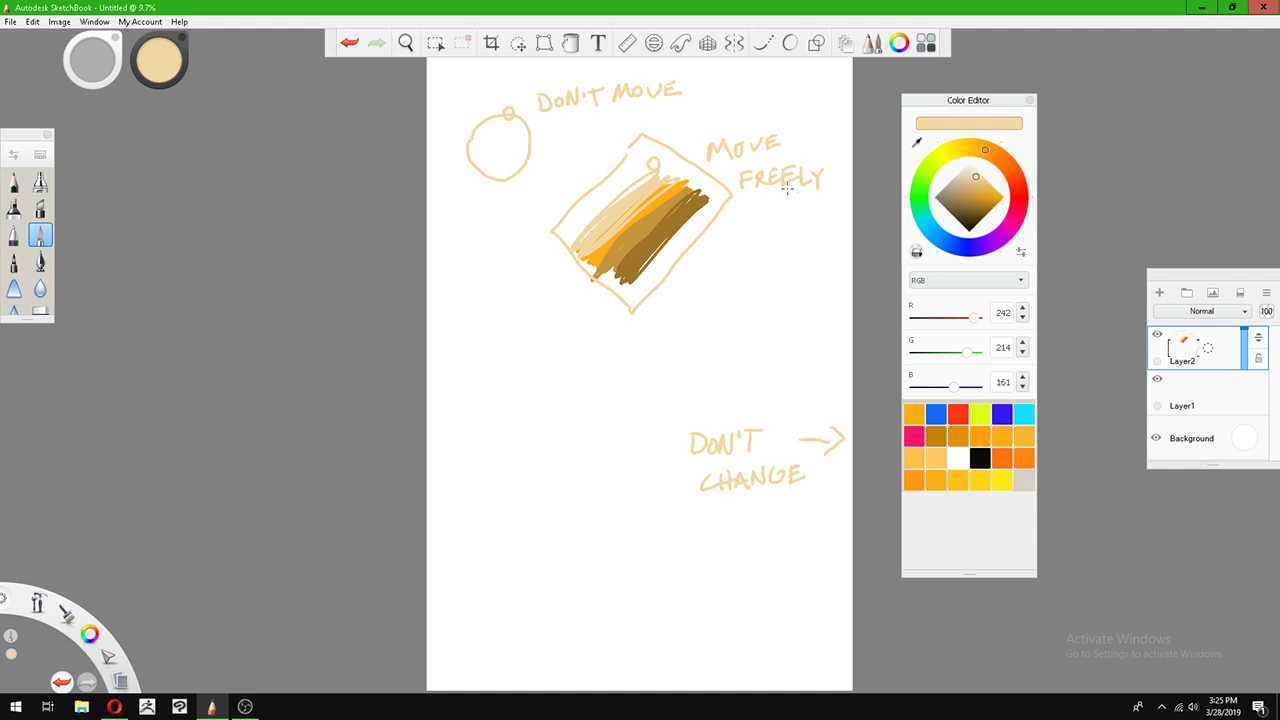 Autodesk SketchBook - Untitled @ 9.7%
File Edit Image Window My Account Help
DON'T MOVE
MOVE
FREELY
DON'T →
CHANGE
Color Editor
RGB
R 242
G 214
B 161
Normal 100
Layer2
Layer1
Background
Activate Windows
Go to Settings to activate Windows.
3:25 PM
3/28/2019
1